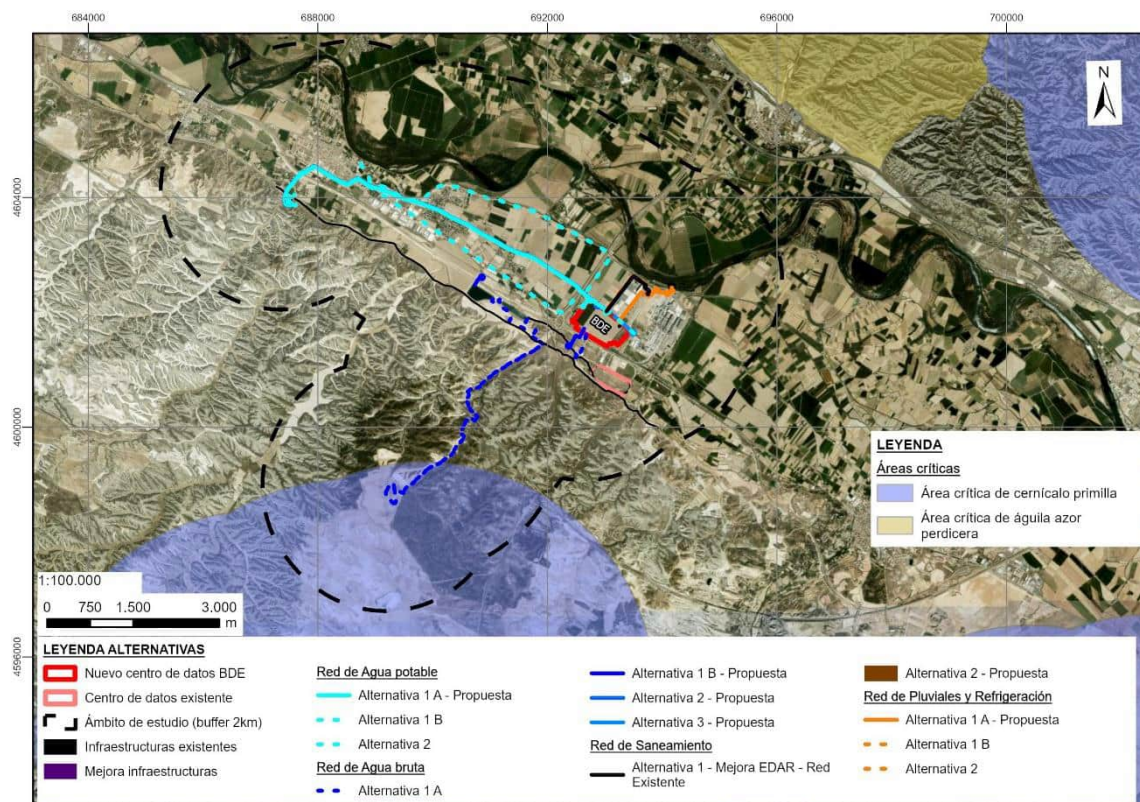 684000
688000
692000
696000
700000
N
4604000
4600000
4596000
BDE
LEYENDA
Áreas críticas
Área crítica de cernícalo primilla
Área crítica de águila azor
perdicera
1:100.000
0 750 1.500 3.000
m
LEYENDA ALTERNATIVAS
Nuevo centro de datos BDE
Centro de datos existente
Ámbito de estudio (buffer 2km)
Infraestructuras existentes
Mejora infraestructuras
Red de Agua potable
Alternativa 1 A - Propuesta
Alternativa 1 B
Alternativa 2
Red de Agua bruta
Alternativa 1 A
Alternativa 1 B - Propuesta
Alternativa 2 - Propuesta
Alternativa 3 - Propuesta
Red de Saneamiento
Alternativa 1 - Mejora EDAR - Red
Existente
Alternativa 2 - Propuesta
Red de Pluviales y Refrigeración
Alternativa 1 A - Propuesta
Alternativa 1 B
Alternativa 2